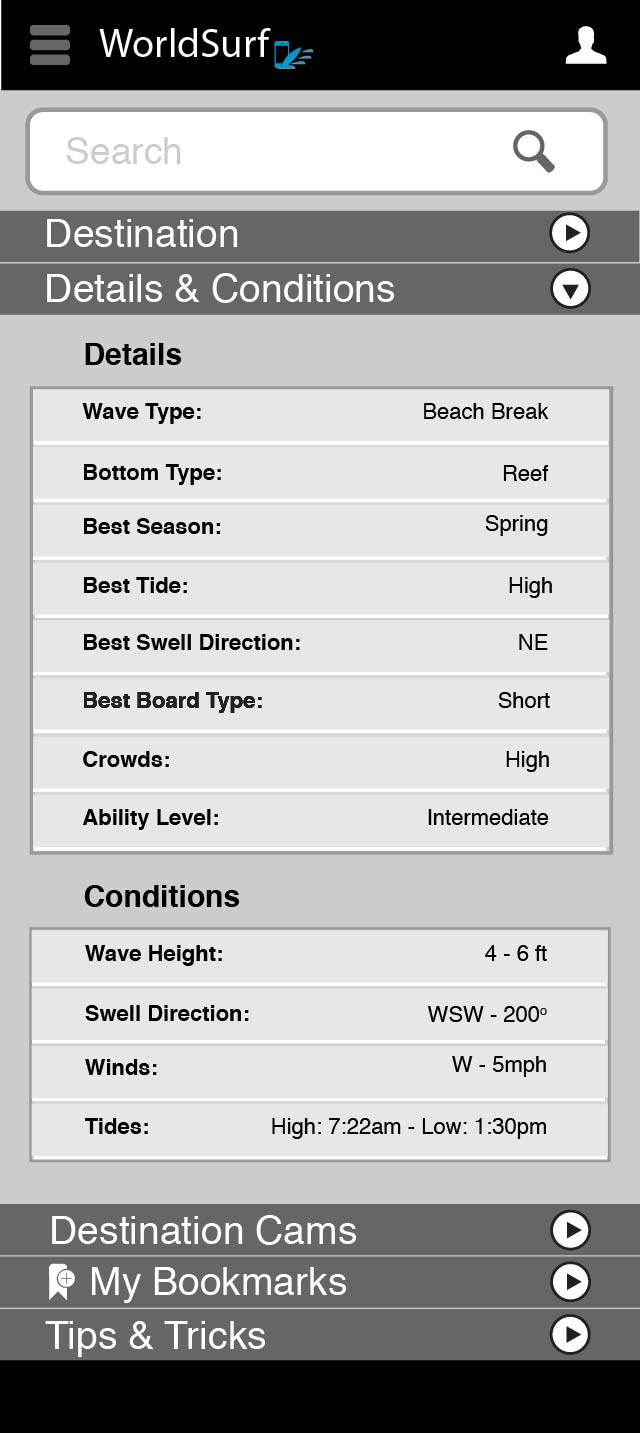 WorldSurf
Search
Destination
Details & Conditions
Details
Wave Type: Beach Break
Bottom Type: Reef
Best Season: Spring
Best Tide: High
Best Swell Direction: NE
Best Board Type: Short
Crowds: High
Ability Level: Intermediate
Conditions
Wave Height: 4 - 6 ft
Swell Direction: WSW - 200º
Winds: W - 5mph
Tides: High: 7:22am - Low: 1:30pm
Destination Cams
My Bookmarks
Tips & Tricks